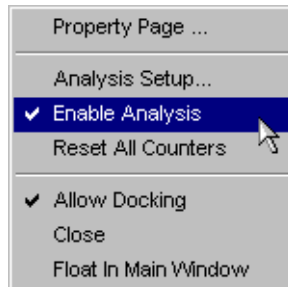 Property Page ...
Analysis Setup...
Enable Analysis
Reset All Counters
Allow Docking
Close
Float In Main Window